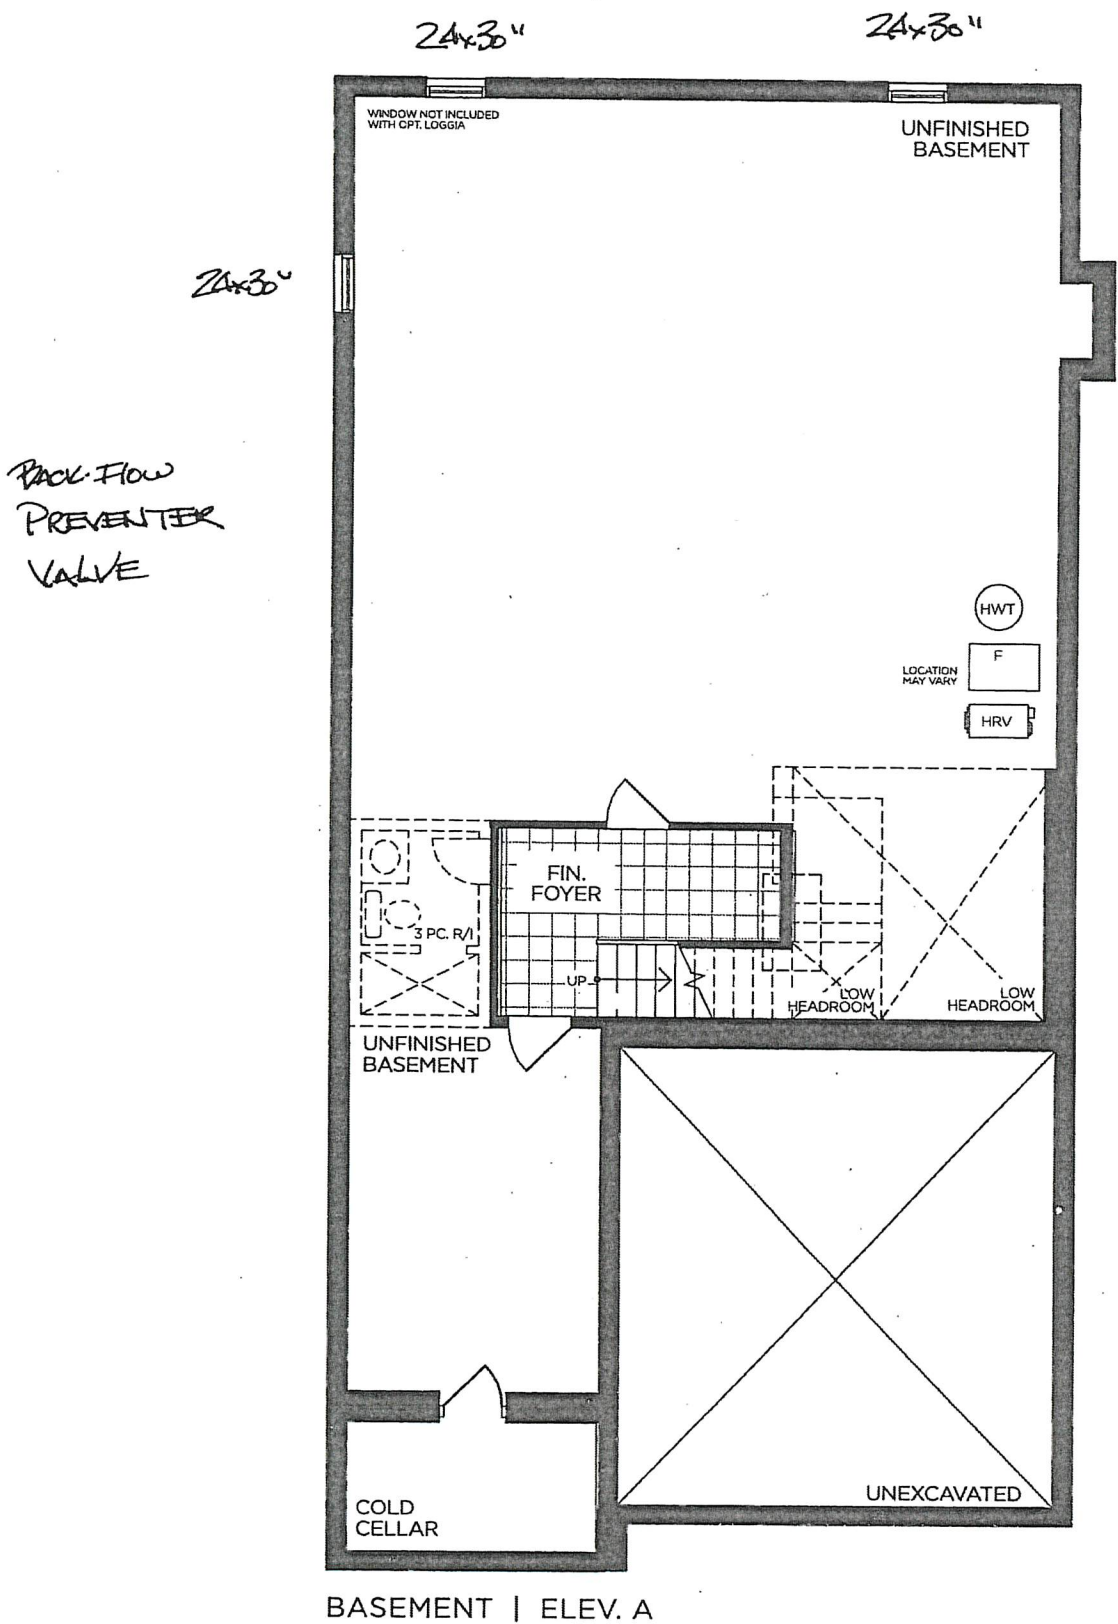 24x30"
24x30"
WINDOW NOT INCLUDED
WITH OPT. LOGGIA
UNFINISHED
BASEMENT
24x30"
BACK-FLOW
PREVENTER
VALVE
HWT
F
LOCATION
MAY VARY
HRV
FIN.
FOYER
3 PC. R/I
UP
LOW
HEADROOM
LOW
HEADROOM
UNFINISHED
BASEMENT
UNEXCAVATED
COLD
CELLAR
BASEMENT | ELEV. A